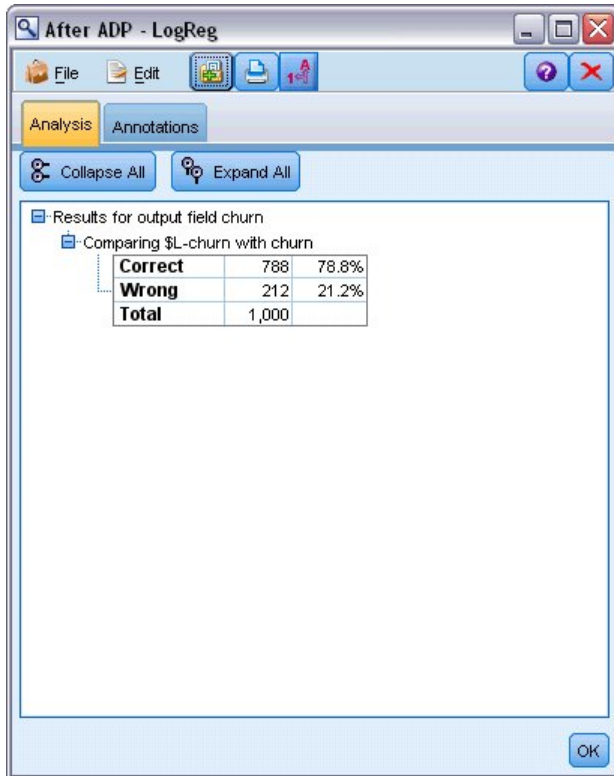 After ADP - LogReg
File Edit
Analysis Annotations
Collapse All Expand All
Results for output field churn
Comparing $L-churn with churn
Correct 788 78.8%
Wrong 212 21.2%
Total 1,000
OK